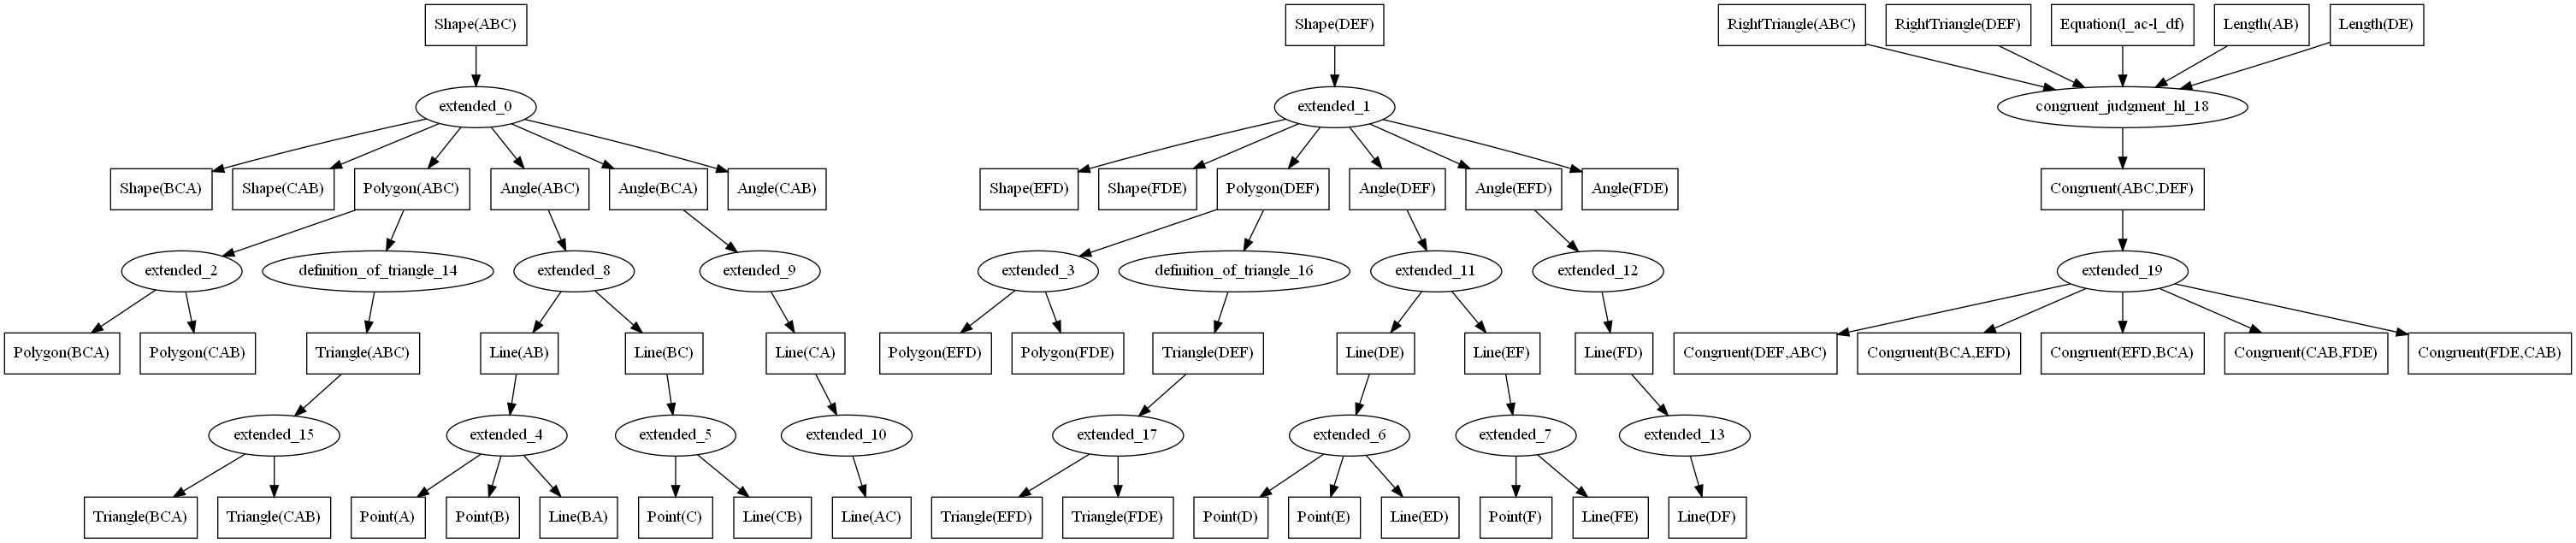 Shape(ABC)
Shape(DEF)
RightTriangle(ABC)
RightTriangle(DEF)
Equation(l_ac-l_df)
Length(AB)
Length(DE)
extended_0
extended_1
congruent_judgment_hl_18
Shape(BCA)
Shape(CAB)
Polygon(ABC)
Angle(ABC)
Angle(BCA)
Angle(CAB)
Shape(EFD)
Shape(FDE)
Polygon(DEF)
Angle(DEF)
Angle(EFD)
Angle(FDE)
Congruent(ABC,DEF)
extended_2
definition_of_triangle_14
extended_8
extended_9
extended_3
definition_of_triangle_16
extended_11
extended_12
extended_19
Polygon(BCA)
Polygon(CAB)
Triangle(ABC)
Line(AB)
Line(BC)
Line(CA)
Polygon(EFD)
Polygon(FDE)
Triangle(DEF)
Line(DE)
Line(EF)
Line(FD)
Congruent(DEF,ABC)
Congruent(BCA,EFD)
Congruent(EFD,BCA)
Congruent(CAB,FDE)
Congruent(FDE,CAB)
extended_15
extended_4
extended_5
extended_10
extended_17
extended_6
extended_7
extended_13
Triangle(BCA)
Triangle(CAB)
Point(A)
Point(B)
Line(BA)
Point(C)
Line(CB)
Line(AC)
Triangle(EFD)
Triangle(FDE)
Point(D)
Point(E)
Line(ED)
Point(F)
Line(FE)
Line(DF)